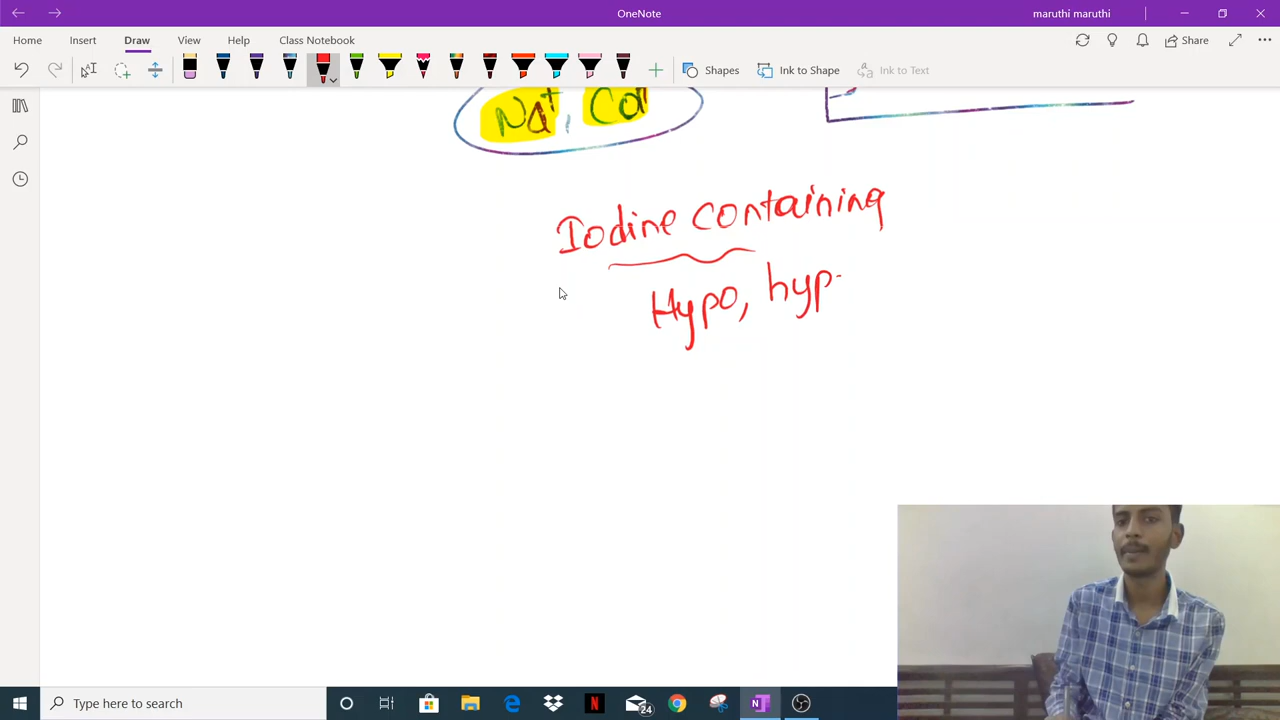 OneNote
maruthi maruthi
Home Insert Draw View Help Class Notebook
Share
Shapes
Ink to Shape
Ink to Text
Na+,
Iodine containing
Hypo, hyp
Type here to search
24